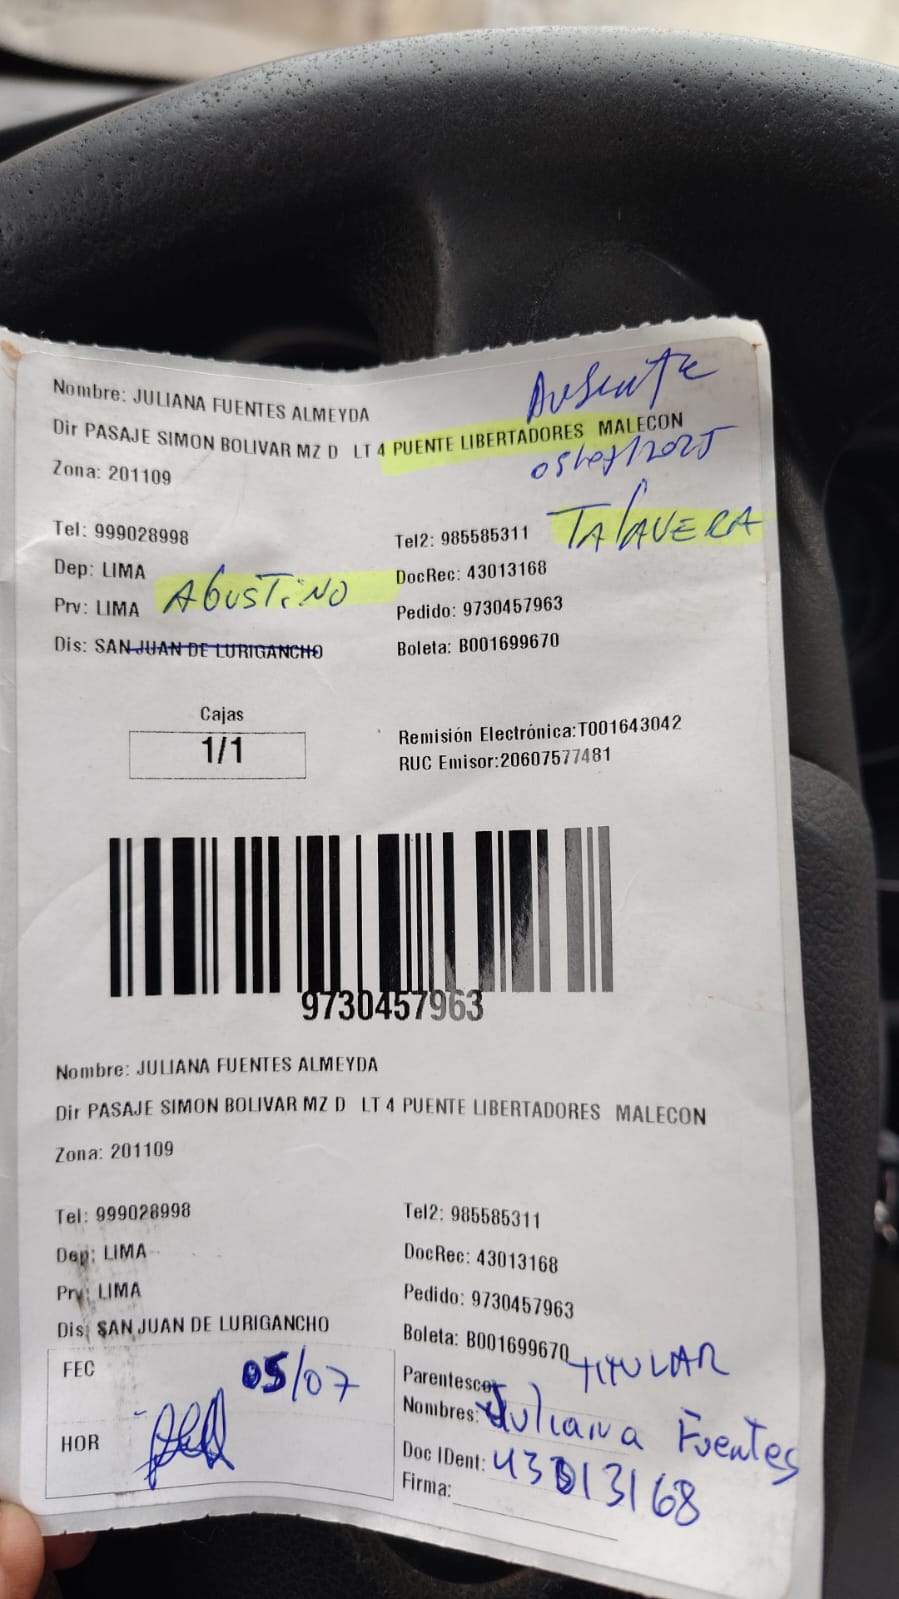 Ausente
Nombre: JULIANA FUENTES ALMEYDA
Dir PASAJE SIMON BOLIVAR MZ D LT 4 PUENTE LIBERTADORES MALECON
Zona: 201109
TALAVERA
Tel: 999028998 Tel2: 985585311
Dep: LIMA DocRec: 43013168
AGUSTINO
Prv: LIMA Pedido: 9730457963
Dis: SAN JUAN DE LURIGANCHO Boleta: B001699670
Cajas
1/1
Remisión Electrónica:T001643042
RUC Emisor:20607577481
9730457963
Nombre: JULIANA FUENTES ALMEYDA
Dir PASAJE SIMON BOLIVAR MZ D LT 4 PUENTE LIBERTADORES MALECON
Zona: 201109
Tel: 999028998 Tel2: 985585311
Dep: LIMA DocRec: 43013168
Prv: LIMA Pedido: 9730457963
Dis: SAN JUAN DE LURIGANCHO Boleta: B001699670
FEC 05/07
Parentesco: TITULAR
Nombres: Juliana Fuentes
HOR
Doc IDent: 43013168
Firma: